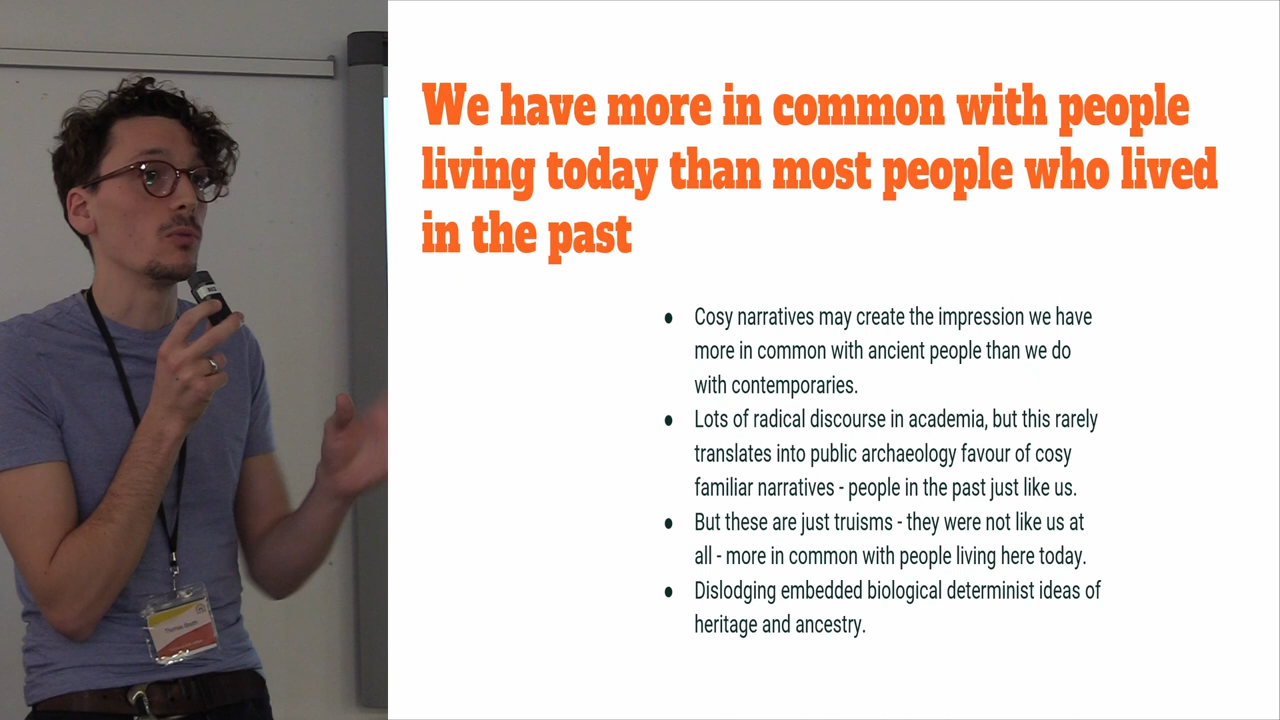 We have more in common with people
living today than most people who lived
in the past
● Cosy narratives may create the impression we have
more in common with ancient people than we do
with contemporaries.
● Lots of radical discourse in academia, but this rarely
translates into public archaeology favour of cosy
familiar narratives - people in the past just like us.
● But these are just truisms - they were not like us at
all - more in common with people living here today.
● Dislodging embedded biological determinist ideas of
heritage and ancestry.
Thomas Booth